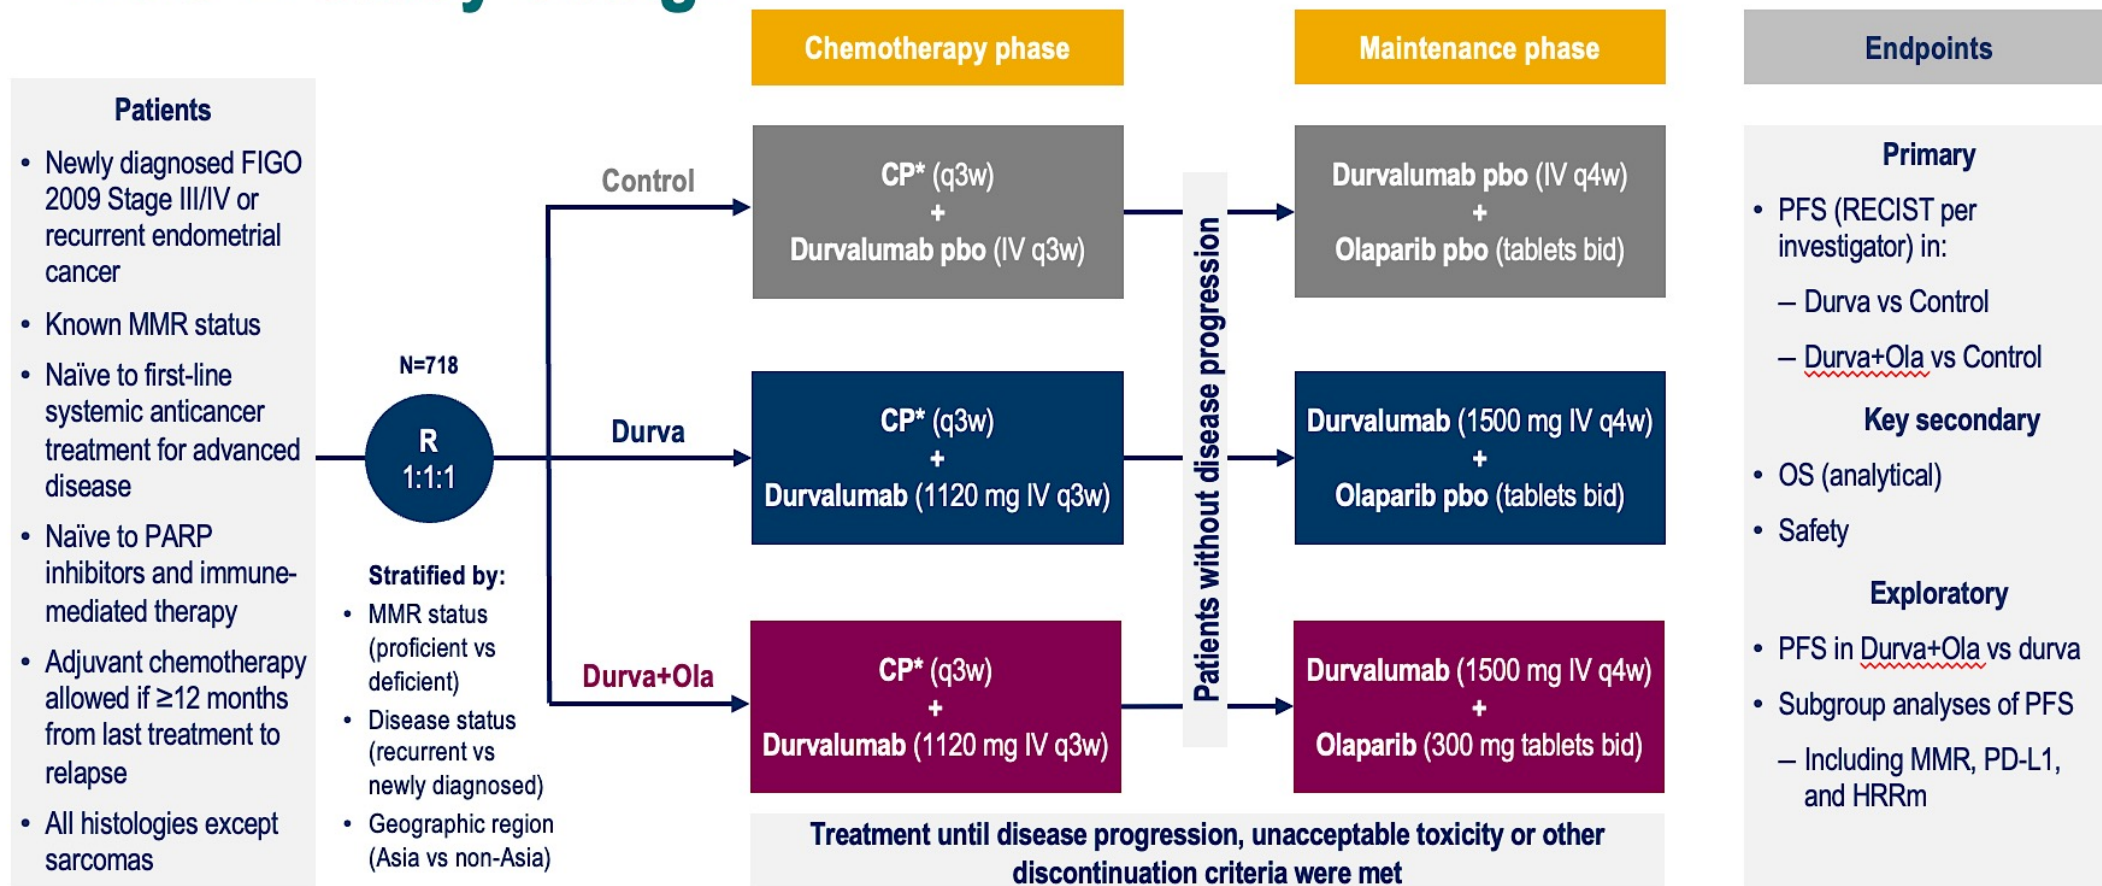 Chemotherapy phase
Maintenance phase
Endpoints
Patients
• Newly diagnosed FIGO
2009 Stage III/IV or
recurrent endometrial
cancer
• Known MMR status
• Naïve to first-line
systemic anticancer
treatment for advanced
disease
• Naïve to PARP
inhibitors and immune-
mediated therapy
• Adjuvant chemotherapy
allowed if ≥12 months
from last treatment to
relapse
• All histologies except
sarcomas
N=718
R
1:1:1
Stratified by:
• MMR status
(proficient vs
deficient)
• Disease status
(recurrent vs
newly diagnosed)
• Geographic region
(Asia vs non-Asia)
Control
CP* (q3w)
+
Durvalumab pbo (IV q3w)
Durvalumab pbo (IV q4w)
+
Olaparib pbo (tablets bid)
Durva
CP* (q3w)
+
Durvalumab (1120 mg IV q3w)
Durvalumab (1500 mg IV q4w)
+
Olaparib pbo (tablets bid)
Durva+Ola
CP* (q3w)
+
Durvalumab (1120 mg IV q3w)
Durvalumab (1500 mg IV q4w)
+
Olaparib (300 mg tablets bid)
Patients without disease progression
Treatment until disease progression, unacceptable toxicity or other
discontinuation criteria were met
Primary
• PFS (RECIST per
investigator) in:
– Durva vs Control
– Durva+Ola vs Control
Key secondary
• OS (analytical)
• Safety
Exploratory
• PFS in Durva+Ola vs durva
• Subgroup analyses of PFS
– Including MMR, PD-L1,
and HRRm